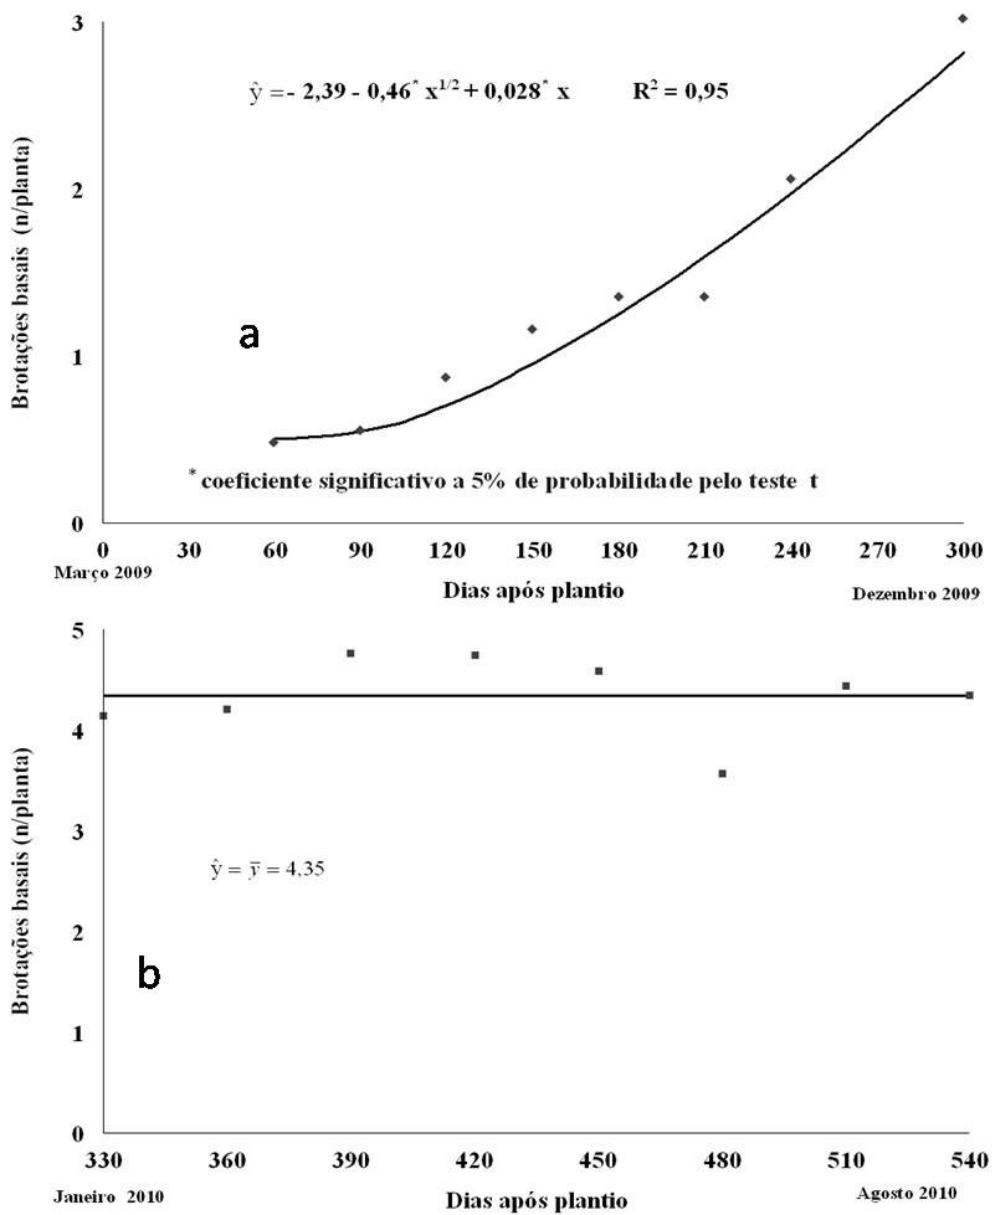 3
ŷ = - 2,39 - 0,46* x1/2 + 0,028* x R2 = 0,95
Brotações basais (n/planta)
2
a
1
* coeficiente significativo a 5% de probabilidade pelo teste t
0
0 30 60 90 120 150 180 210 240 270 300
Março 2009
Dias após plantio
Dezembro 2009
5
4
Brotações basais (n/planta)
3
ŷ = y̅ = 4,35
2
b
1
0
330 360 390 420 450 480 510 540
Janeiro 2010
Dias após plantio
Agosto 2010